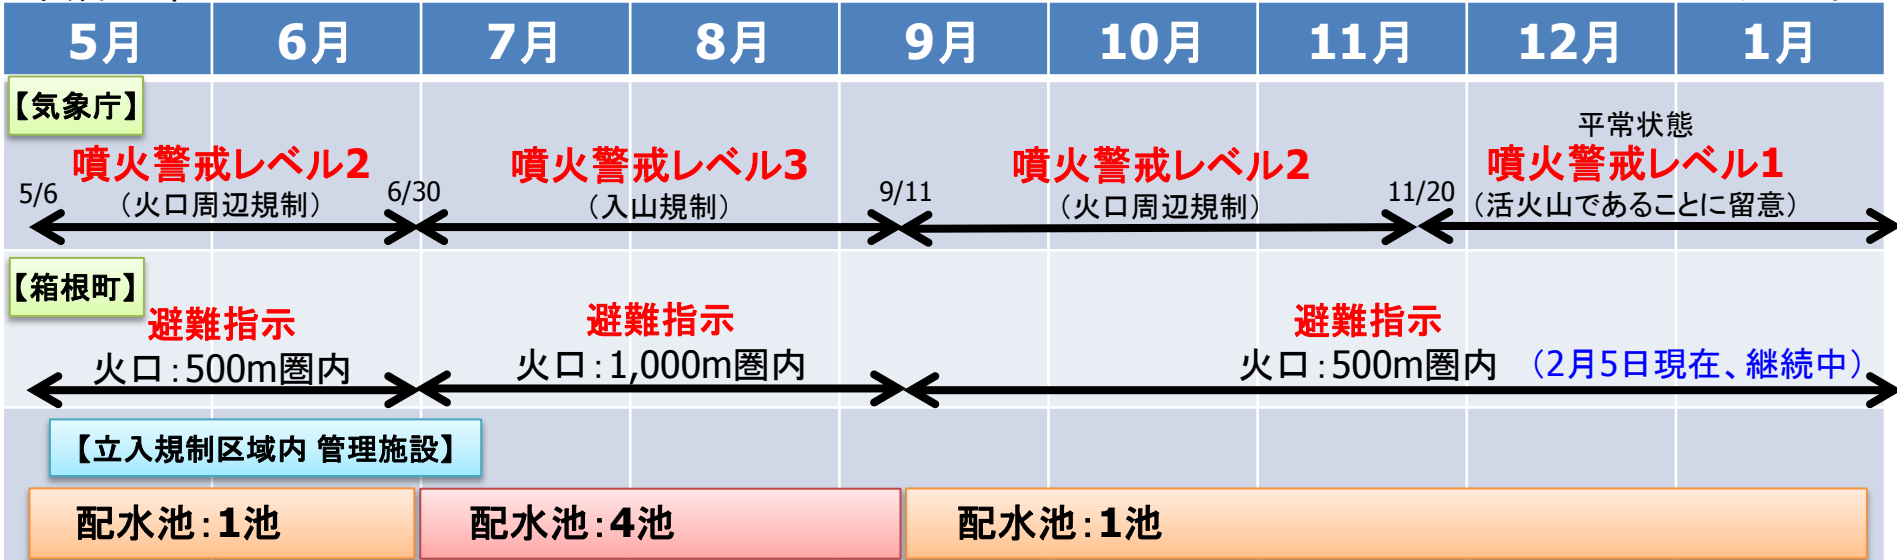 5月 6月 7月 8月 9月 10月 11月 12月 1月
【気象庁】
平常状態
噴火警戒レベル2 噴火警戒レベル3 噴火警戒レベル2 噴火警戒レベル1
5/6 （火口周辺規制） 6/30 （入山規制） 9/11 （火口周辺規制） 11/20 （活火山であることに留意）
【箱根町】
避難指示 避難指示 避難指示
火口：500m圏内 火口：1,000m圏内 火口：500m圏内 （2月5日現在、継続中）
【立入規制区域内 管理施設】
配水池：1池 配水池：4池 配水池：1池